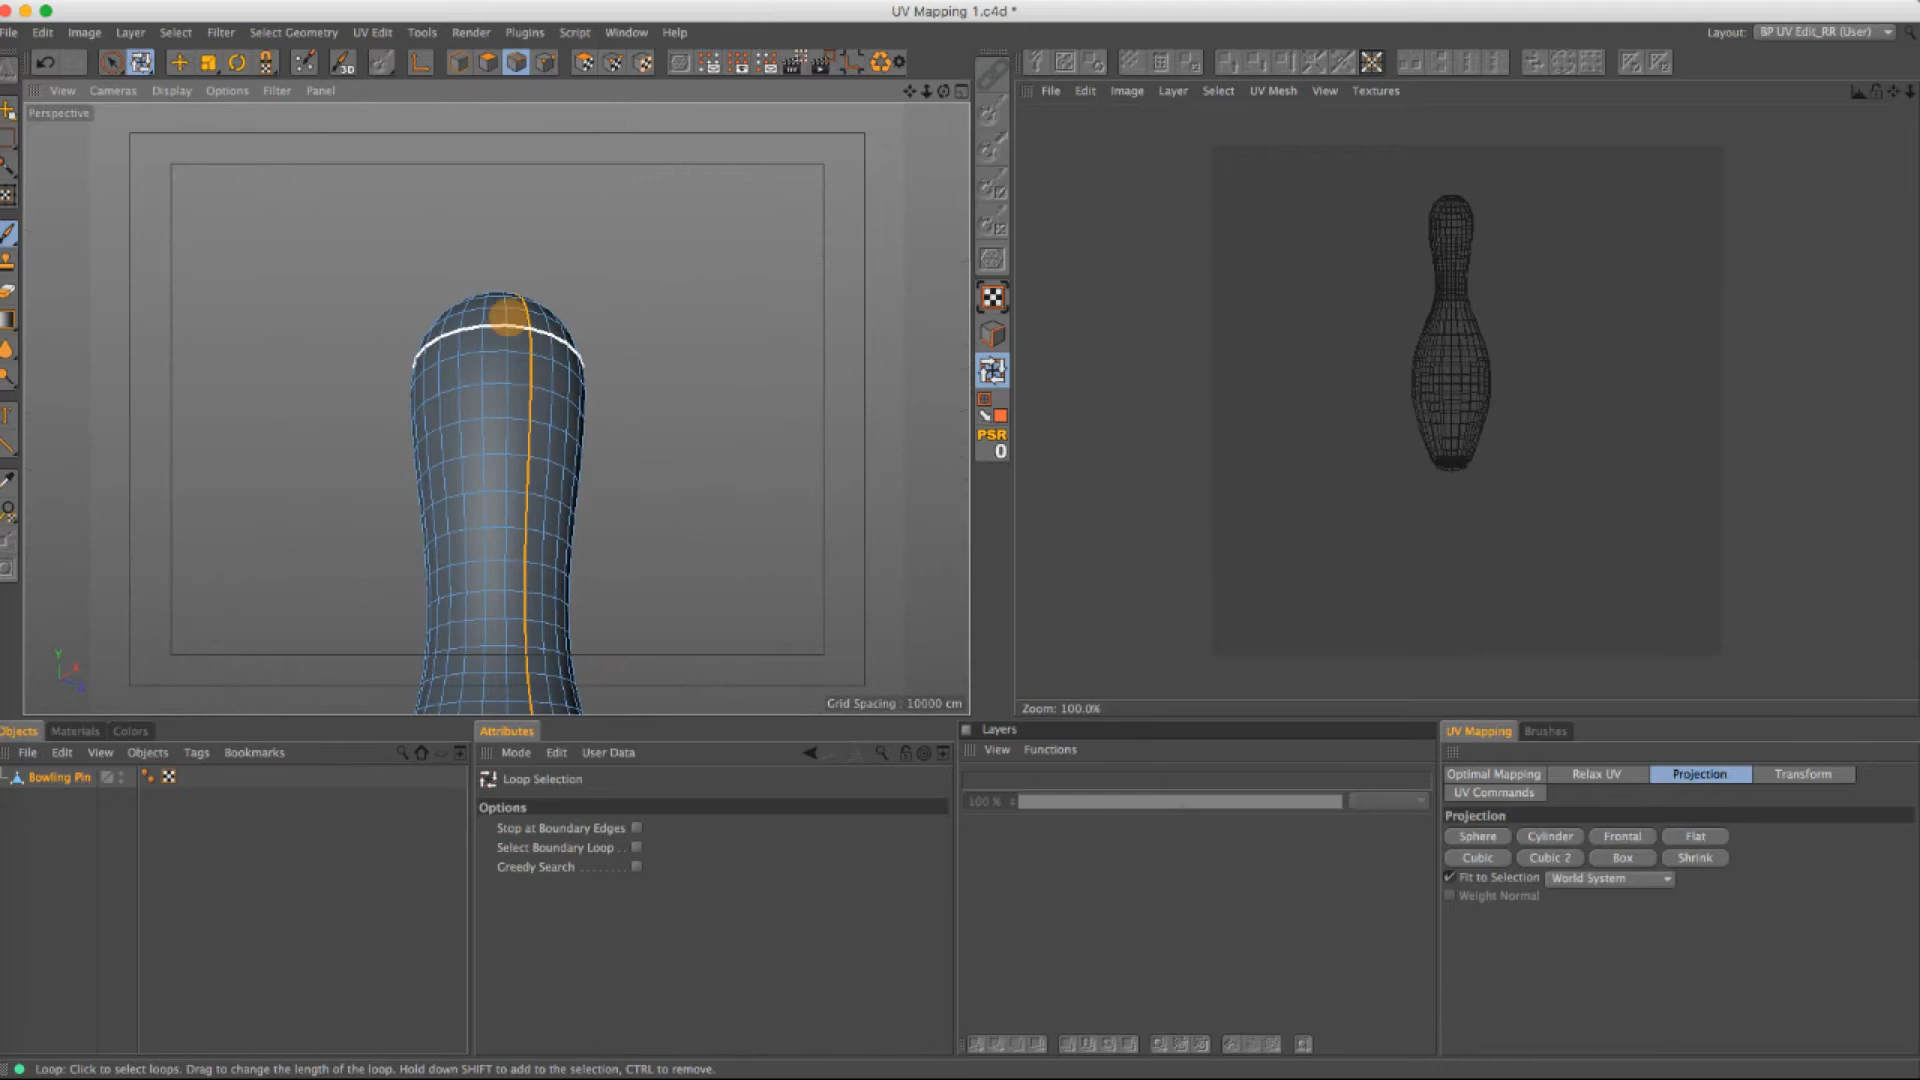 UV Mapping 1.c4d *
File Edit Image Layer Select Filter Select Geometry UV Edit Tools Render Plugins Script Window Help
Layout: BP UV Edit_RR (User)
3D
View Cameras Display Options Filter Panel
File Edit Image Layer Select UV Mesh View Textures
Perspective
PSR
0
Y
X
Z
Grid Spacing : 10000 cm
Zoom: 100.0%
Objects Materials Colors
Attributes
Layers
UV Mapping Brushes
File Edit View Objects Tags Bookmarks
Mode Edit User Data
View Functions
Bowling Pin
Loop Selection
Optimal Mapping Relax UV Projection Transform
UV Commands
Options
100 %
Projection
Stop at Boundary Edges
Select Boundary Loop . .
Greedy Search . . . . . . . .
Sphere Cylinder Frontal Flat
Cubic Cubic 2 Box Shrink
Fit to Selection World System
Weight Normal
Loop: Click to select loops. Drag to change the length of the loop. Hold down SHIFT to add to the selection, CTRL to remove.